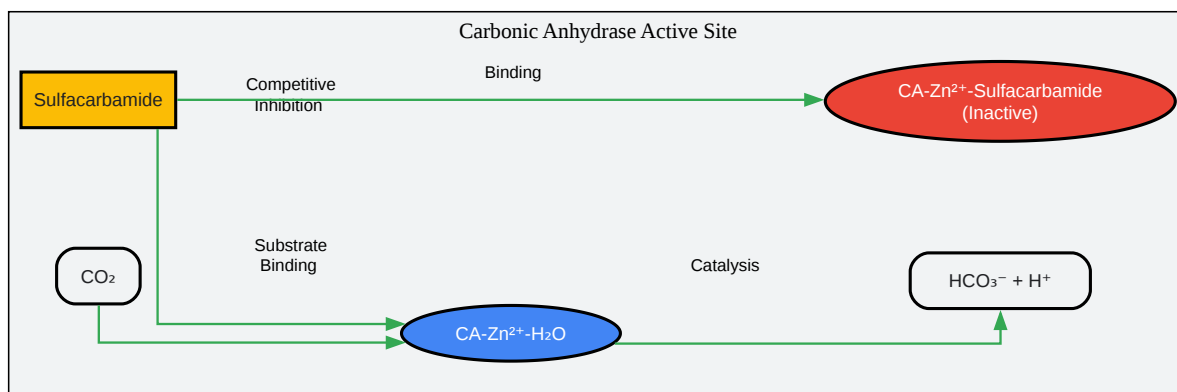 Carbonic Anhydrase Active Site
Sulfacarbamide
Competitive
Inhibition
Binding
CA-Zn²⁺-Sulfacarbamide
(Inactive)
CO₂
Substrate
Binding
CA-Zn²⁺-H₂O
Catalysis
HCO₃⁻ + H⁺